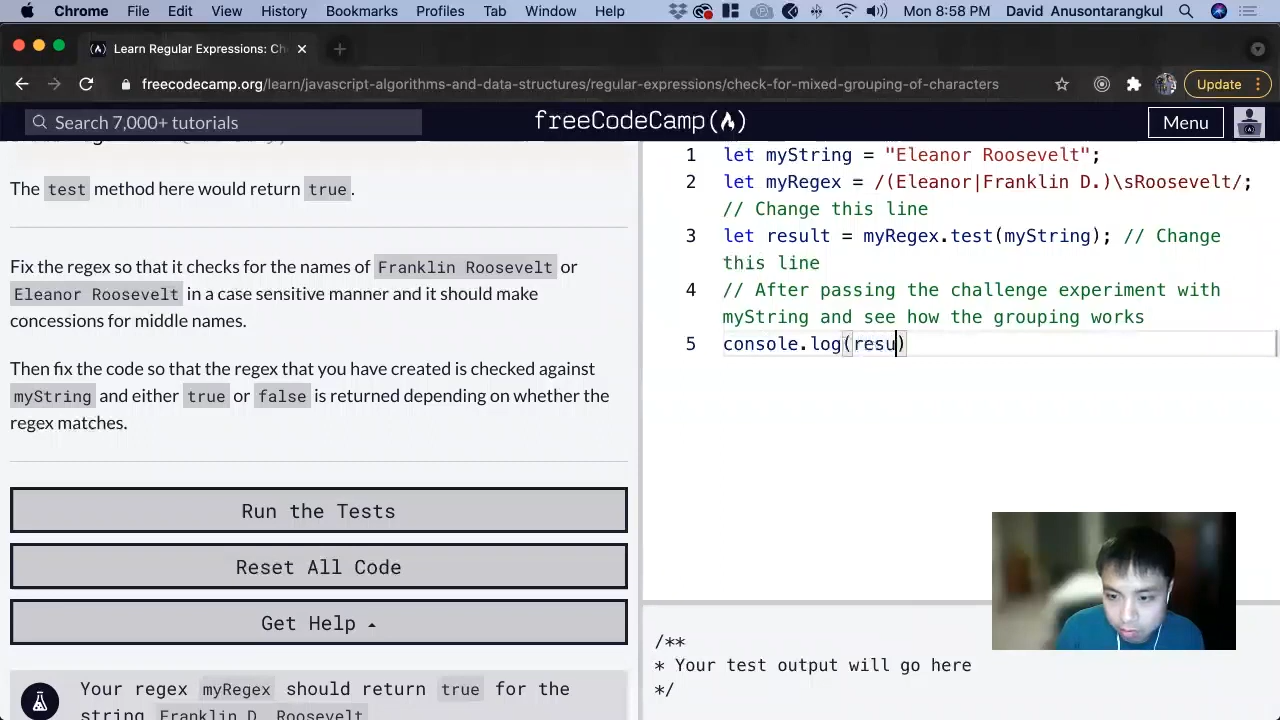 Chrome File Edit View History Bookmarks Profiles Tab Window Help Mon 8:58 PM David Anusontarangkul
Learn Regular Expressions: Che
freecodecamp.org/learn/javascript-algorithms-and-data-structures/regular-expressions/check-for-mixed-grouping-of-characters Update
Search 7,000+ tutorials freeCodeCamp Menu
The test method here would return true.
Fix the regex so that it checks for the names of Franklin Roosevelt or
Eleanor Roosevelt in a case sensitive manner and it should make
concessions for middle names.
Then fix the code so that the regex that you have created is checked against
myString and either true or false is returned depending on whether the
regex matches.
Run the Tests
Reset All Code
Get Help
Your regex myRegex should return true for the
string Franklin D. Roosevelt
1 let myString = "Eleanor Roosevelt";
2 let myRegex = /(Eleanor|Franklin D.)\sRoosevelt/;
// Change this line
3 let result = myRegex.test(myString); // Change
this line
4 // After passing the challenge experiment with
myString and see how the grouping works
5 console.log(resu)
/**
* Your test output will go here
*/